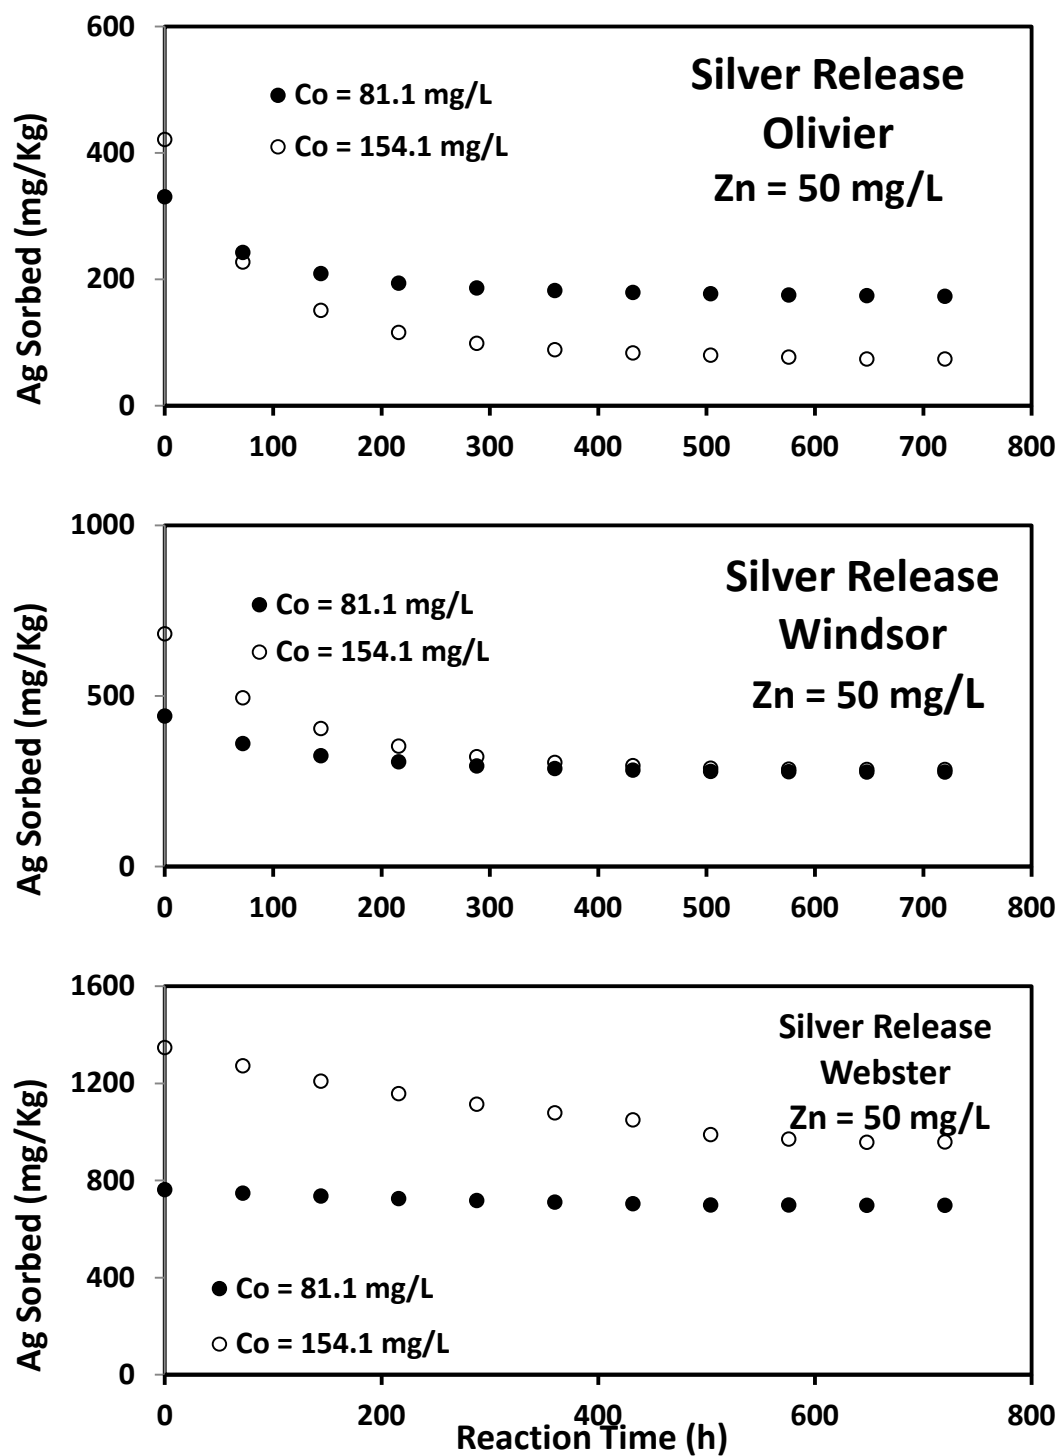 600
400
200
0
Ag Sorbed (mg/Kg)
Co = 81.1 mg/L
Co = 154.1 mg/L
Silver Release
Olivier
Zn = 50 mg/L
0 100 200 300 400 500 600 700 800
1000
500
0
Ag Sorbed (mg/Kg)
Co = 81.1 mg/L
Co = 154.1 mg/L
Silver Release
Windsor
Zn = 50 mg/L
0 100 200 300 400 500 600 700 800
1600
1200
800
400
0
Ag Sorbed (mg/Kg)
Silver Release
Webster
Zn = 50 mg/L
Co = 81.1 mg/L
Co = 154.1 mg/L
0 200 400 600 800
Reaction Time (h)